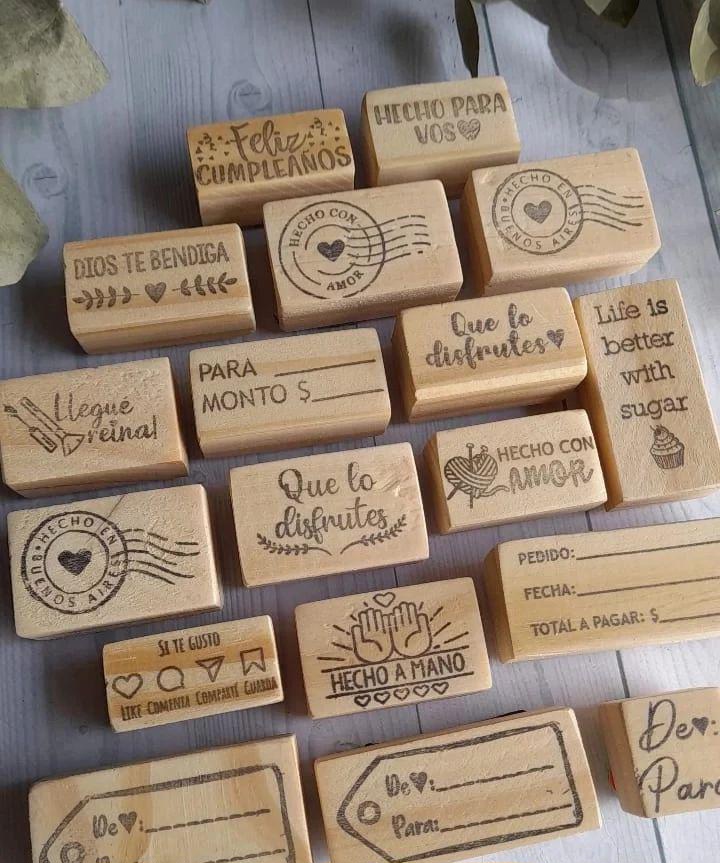 Feliz
CUMPLEAÑOS
HECHO PARA
VOS
HECHO CON
AMOR
HECHO EN
BUENOS AIRES
DIOS TE BENDIGA
Que lo
disfrutes
Life is
better
with
sugar
PARA
MONTO $
Llegué
reina!
Que lo
disfrutes
HECHO CON
AMOR
HECHO EN
BUENOS AIRES
PEDIDO:
FECHA:
TOTAL A PAGAR: $
SI TE GUSTO
LIKE COMENTA COMPARTÍ GUARDA
HECHO A MANO
De :
Para
De :
Para:
De :